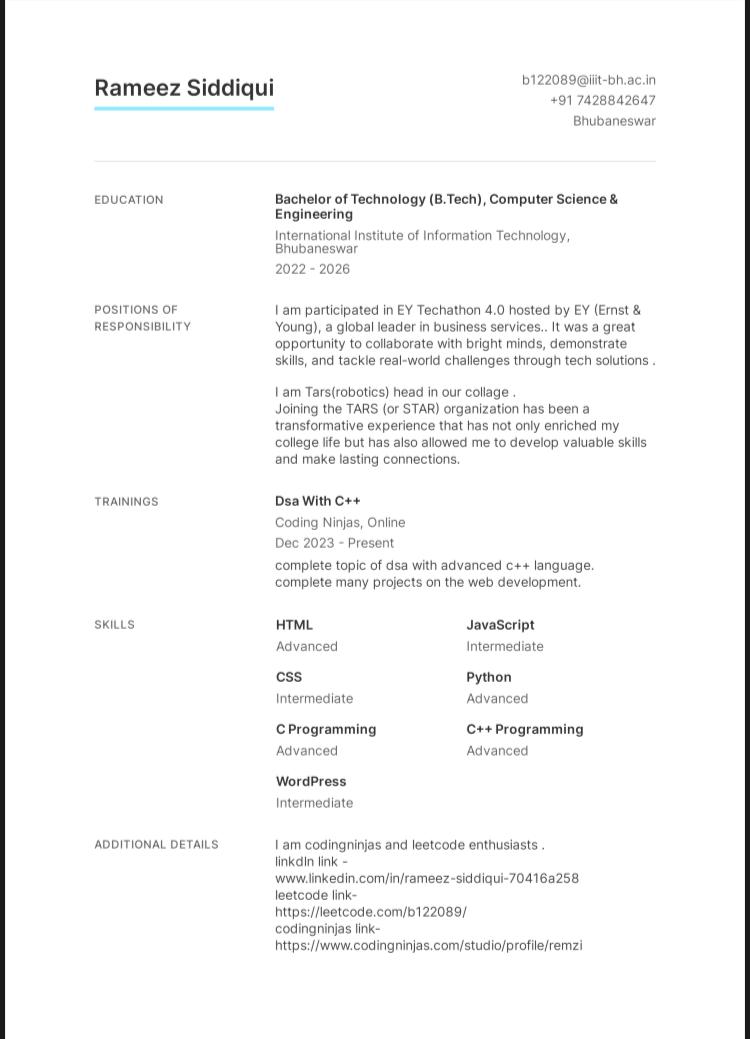 Rameez Siddiqui
b122089@iiit-bh.ac.in
+91 7428842647
Bhubaneswar
EDUCATION
Bachelor of Technology (B.Tech), Computer Science &
Engineering
International Institute of Information Technology,
Bhubaneswar
2022 - 2026
POSITIONS OF
RESPONSIBILITY
I am participated in EY Techathon 4.0 hosted by EY (Ernst &
Young), a global leader in business services.. It was a great
opportunity to collaborate with bright minds, demonstrate
skills, and tackle real-world challenges through tech solutions .
I am Tars(robotics) head in our collage .
Joining the TARS (or STAR) organization has been a
transformative experience that has not only enriched my
college life but has also allowed me to develop valuable skills
and make lasting connections.
TRAININGS
Dsa With C++
Coding Ninjas, Online
Dec 2023 - Present
complete topic of dsa with advanced c++ language.
complete many projects on the web development.
SKILLS
HTML
Advanced
JavaScript
Intermediate
CSS
Intermediate
Python
Advanced
C Programming
Advanced
C++ Programming
Advanced
WordPress
Intermediate
ADDITIONAL DETAILS
I am codingninjas and leetcode enthusiasts .
linkdln link -
www.linkedin.com/in/rameez-siddiqui-70416a258
leetcode link-
https://leetcode.com/b122089/
codingninjas link-
https://www.codingninjas.com/studio/profile/remzi